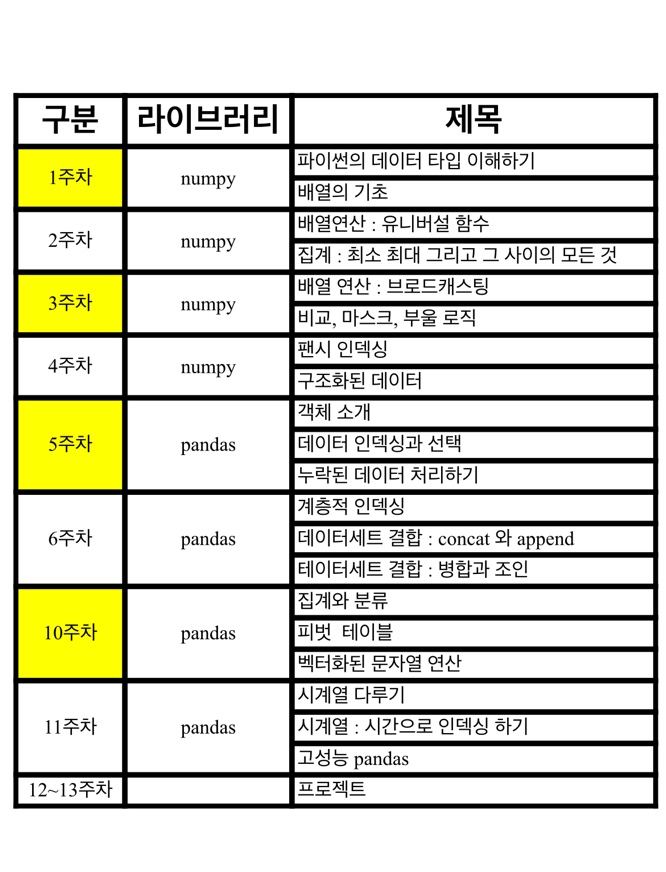 구분 라이브러리 제목
1주차 numpy 파이썬의 데이터 타입 이해하기
배열의 기초
2주차 numpy 배열연산 : 유니버설 함수
집계 : 최소 최대 그리고 그 사이의 모든 것
3주차 numpy 배열 연산 : 브로드캐스팅
비교, 마스크, 부울 로직
4주차 numpy 팬시 인덱싱
구조화된 데이터
5주차 pandas 객체 소개
데이터 인덱싱과 선택
누락된 데이터 처리하기
6주차 pandas 계층적 인덱싱
데이터세트 결합 : concat 와 append
테이터세트 결합 : 병합과 조인
10주차 pandas 집계와 분류
피벗 테이블
벡터화된 문자열 연산
11주차 pandas 시계열 다루기
시계열 : 시간으로 인덱싱 하기
고성능 pandas
12~13주차 프로젝트